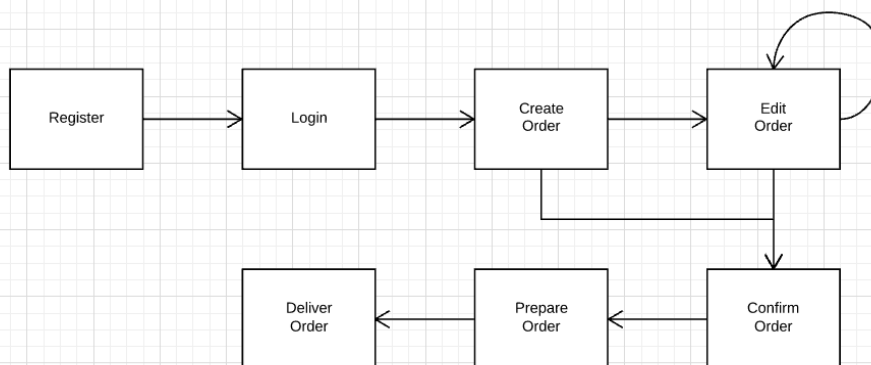 Register
Login
Create
Order
Edit
Order
Deliver
Order
Prepare
Order
Confirm
Order